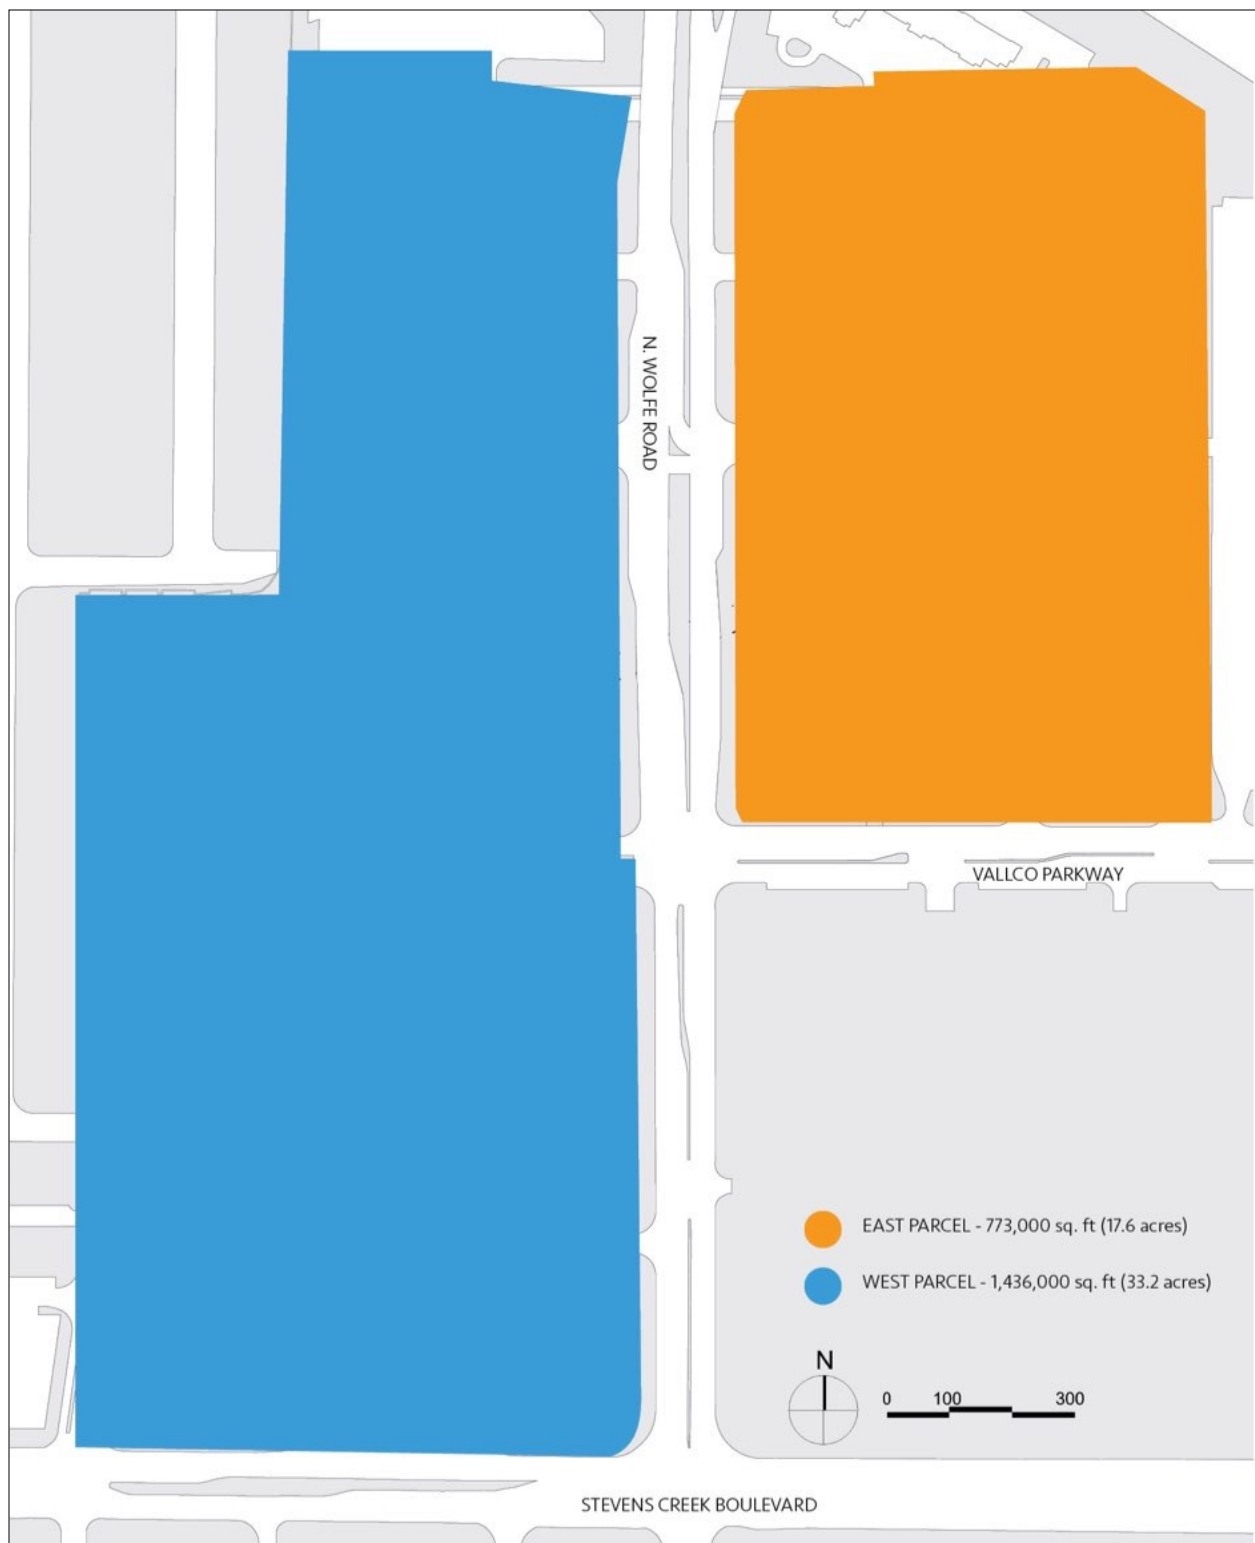 N. WOLFE ROAD
VALLCO PARKWAY
EAST PARCEL - 773,000 sq. ft (17.6 acres)
WEST PARCEL - 1,436,000 sq. ft (33.2 acres)
N
0 100 300
STEVENS CREEK BOULEVARD